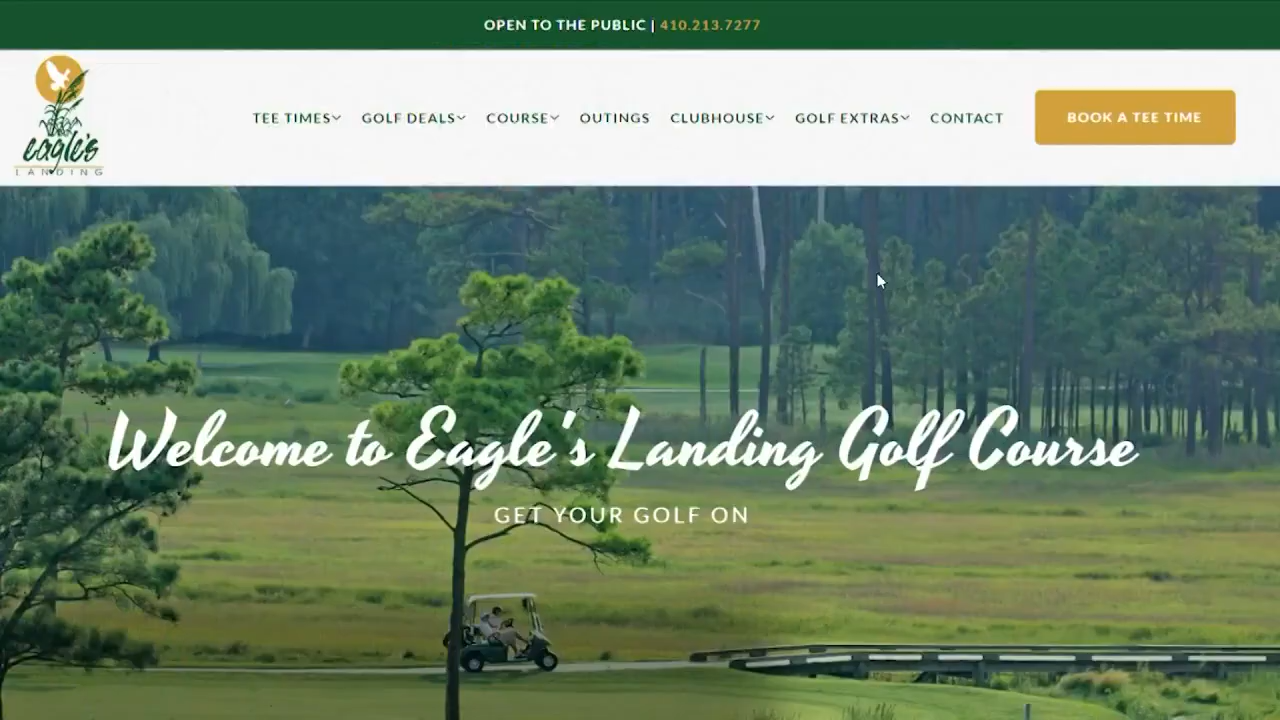 OPEN TO THE PUBLIC | 410.213.7277
eagle's
LANDING
TEE TIMES GOLF DEALS COURSE OUTINGS CLUBHOUSE GOLF EXTRAS CONTACT BOOK A TEE TIME
Welcome to Eagle's Landing Golf Course
GET YOUR GOLF ON